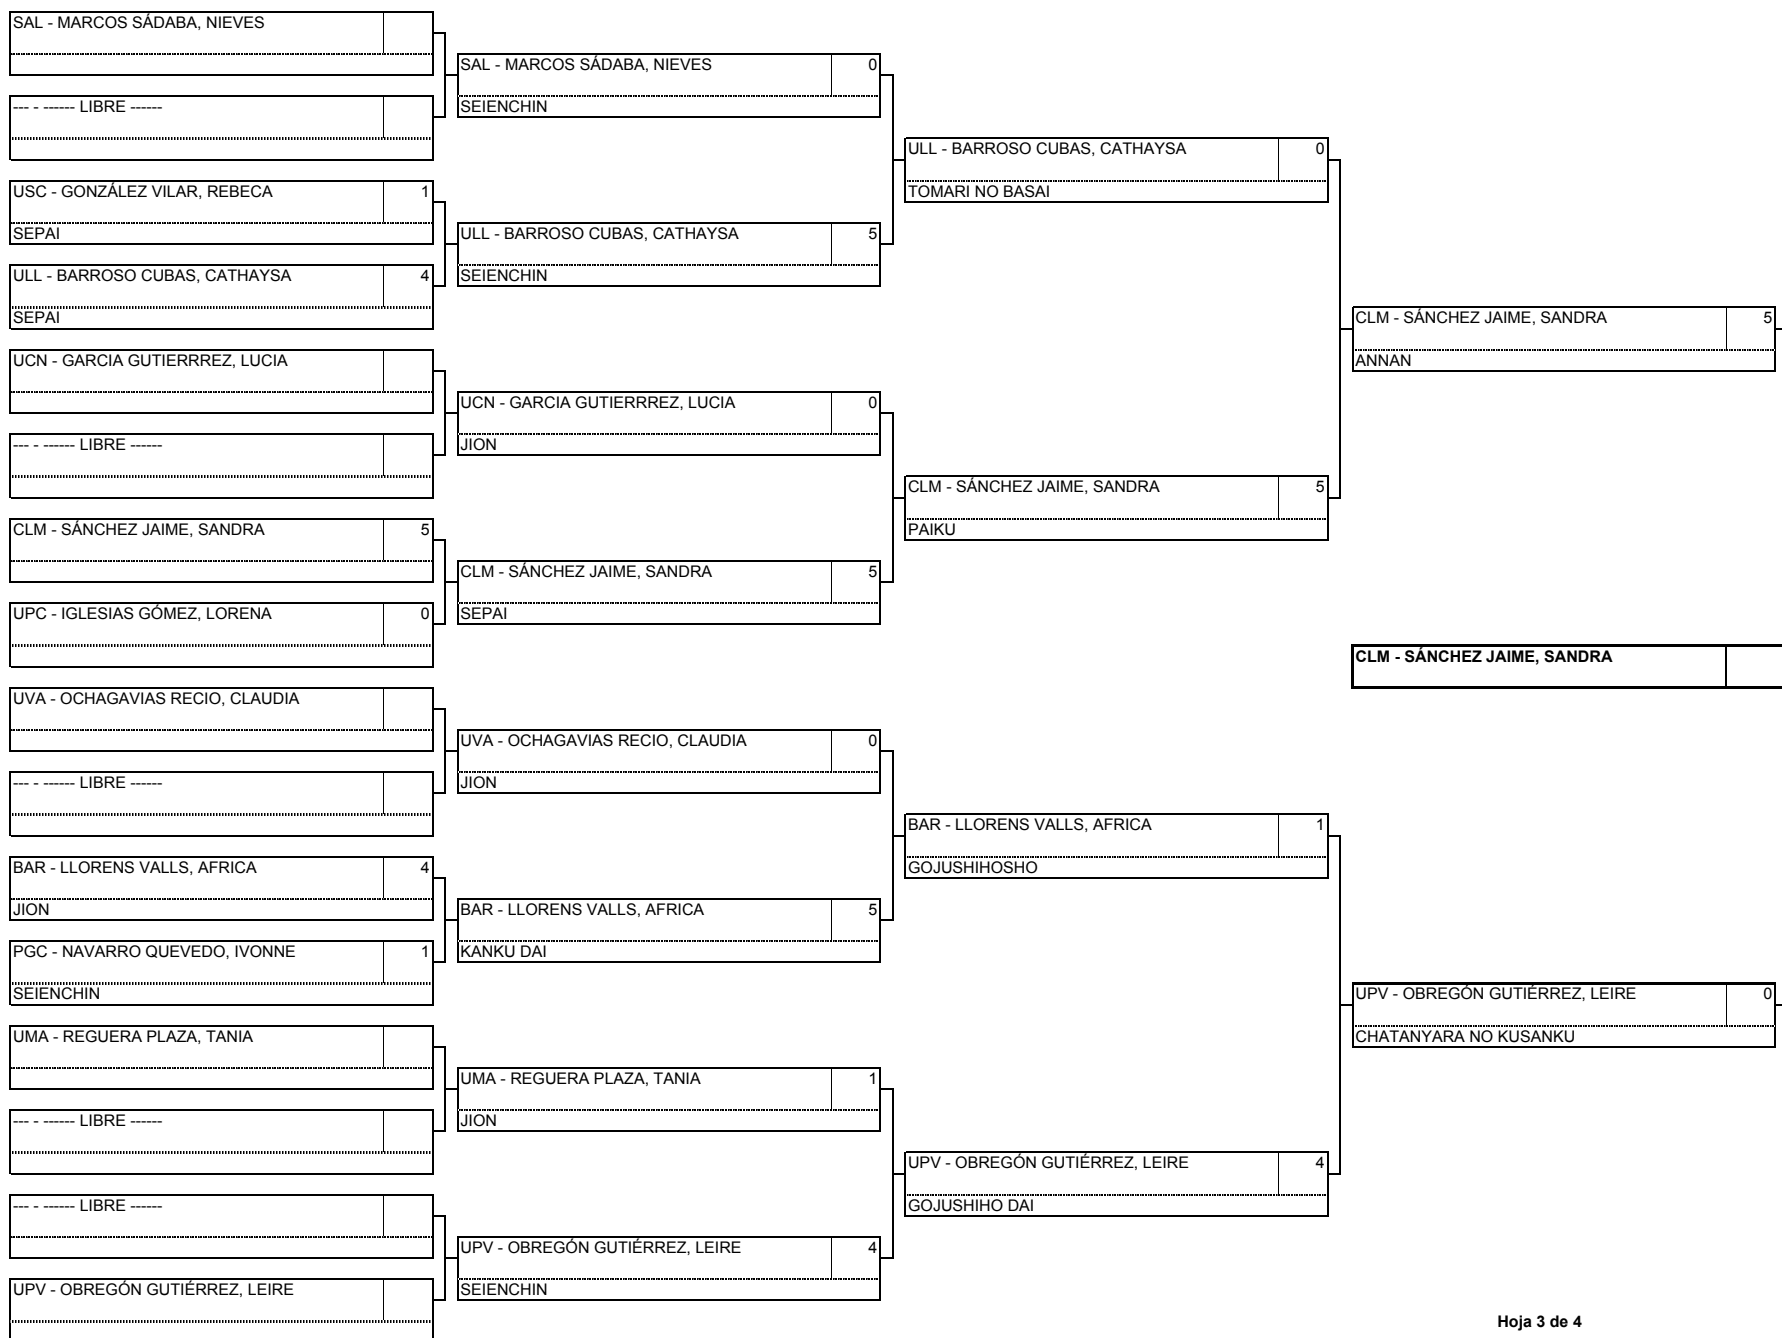 SAL - MARCOS SÁDABA, NIEVES
--- - ------ LIBRE ------
USC - GONZÁLEZ VILAR, REBECA 1
SEPAI
ULL - BARROSO CUBAS, CATHAYSA 4
SEPAI
UCN - GARCIA GUTIERRREZ, LUCIA
--- - ------ LIBRE ------
CLM - SÁNCHEZ JAIME, SANDRA 5
UPC - IGLESIAS GÓMEZ, LORENA 0
UVA - OCHAGAVIAS RECIO, CLAUDIA
--- - ------ LIBRE ------
BAR - LLORENS VALLS, AFRICA 4
JION
PGC - NAVARRO QUEVEDO, IVONNE 1
SEIENCHIN
UMA - REGUERA PLAZA, TANIA
--- - ------ LIBRE ------
--- - ------ LIBRE ------
UPV - OBREGÓN GUTIÉRREZ, LEIRE
SAL - MARCOS SÁDABA, NIEVES 0
SEIENCHIN
ULL - BARROSO CUBAS, CATHAYSA 5
SEIENCHIN
UCN - GARCIA GUTIERRREZ, LUCIA 0
JION
CLM - SÁNCHEZ JAIME, SANDRA 5
SEPAI
UVA - OCHAGAVIAS RECIO, CLAUDIA 0
JION
BAR - LLORENS VALLS, AFRICA 5
KANKU DAI
UMA - REGUERA PLAZA, TANIA 1
JION
UPV - OBREGÓN GUTIÉRREZ, LEIRE 4
SEIENCHIN
ULL - BARROSO CUBAS, CATHAYSA 0
TOMARI NO BASAI
CLM - SÁNCHEZ JAIME, SANDRA 5
PAIKU
BAR - LLORENS VALLS, AFRICA 1
GOJUSHIHOSHO
UPV - OBREGÓN GUTIÉRREZ, LEIRE 4
GOJUSHIHO DAI
CLM - SÁNCHEZ JAIME, SANDRA 5
ANNAN
CLM - SÁNCHEZ JAIME, SANDRA
UPV - OBREGÓN GUTIÉRREZ, LEIRE 0
CHATANYARA NO KUSANKU
Hoja 3 de 4